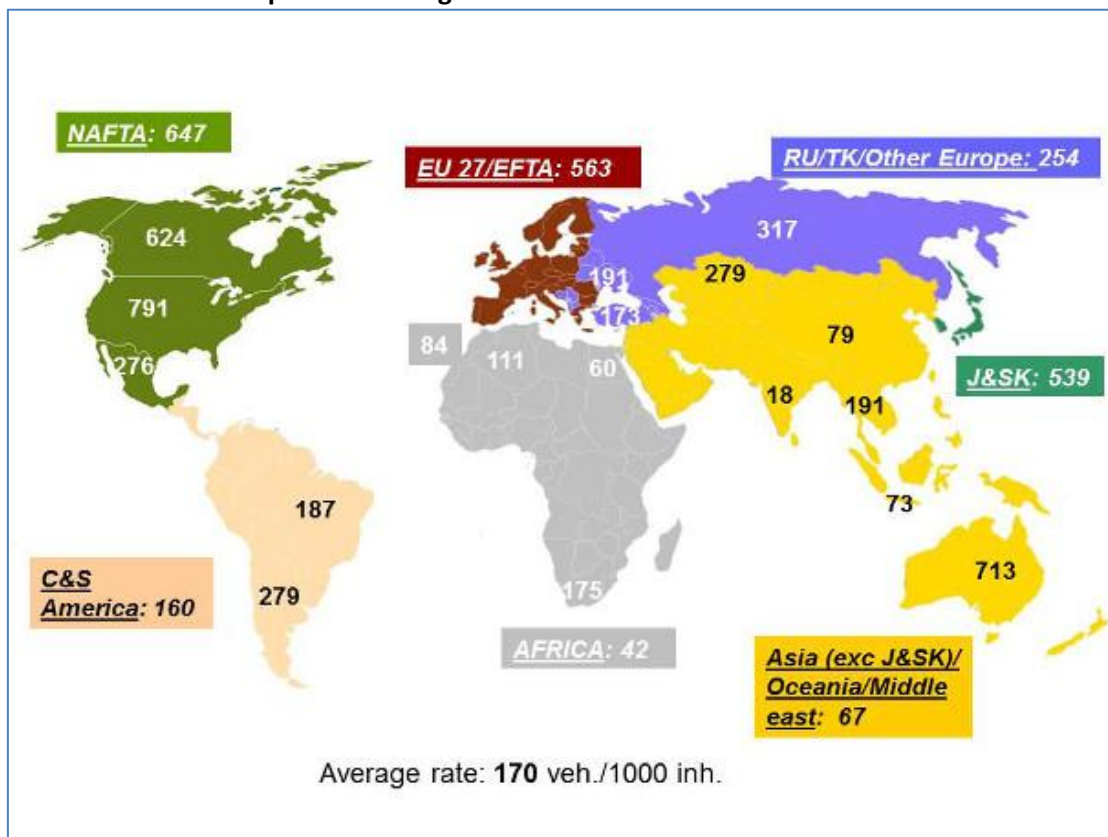 NAFTA: 647
EU 27/EFTA: 563
RU/TK/Other Europe: 254
624
317
791
191
279
276
173
84
111
60
79
18
191
J&SK: 539
73
187
279
175
713
C&S
America: 160
AFRICA: 42
Asia (exc J&SK)/
Oceania/Middle
east: 67
Average rate: 170 veh./1000 inh.